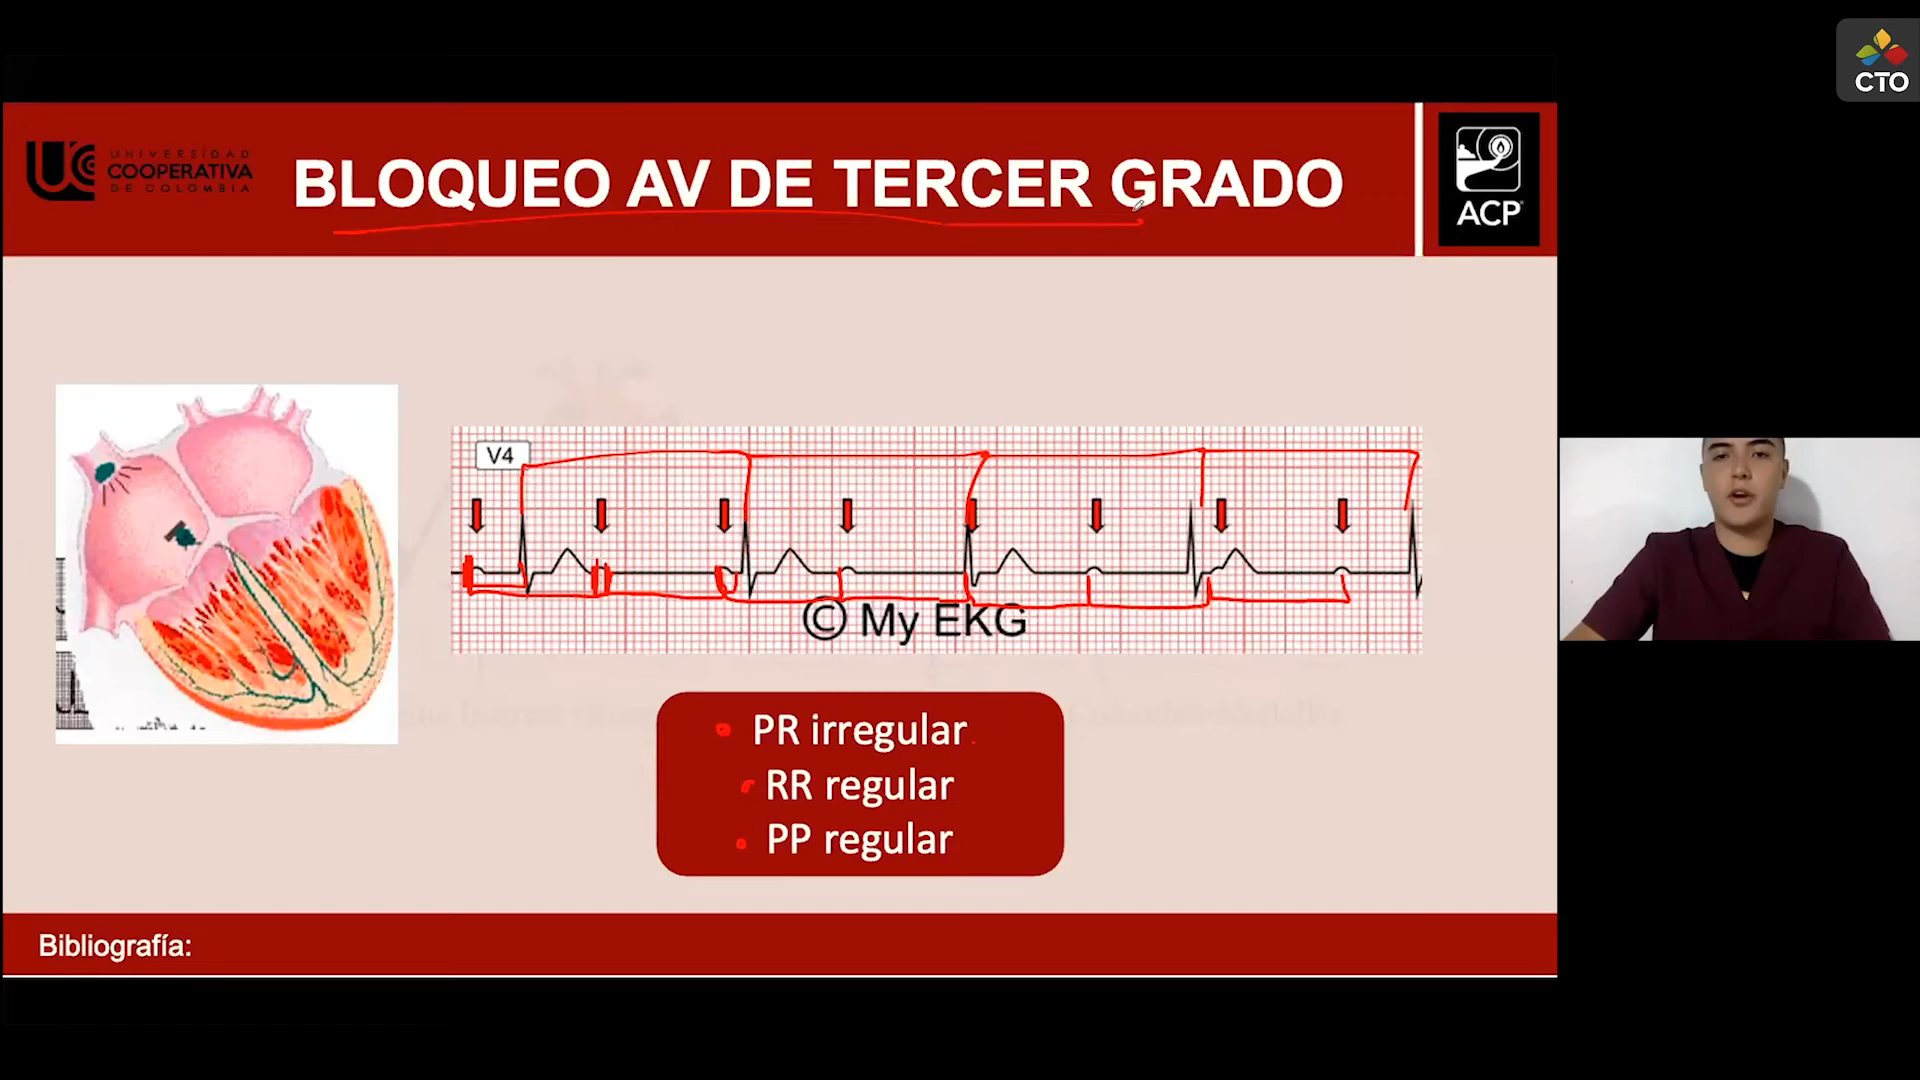 CTO
UNIVERSIDAD
COOPERATIVA
DE COLOMBIA
BLOQUEO AV DE TERCER GRADO
ACP
V4
© My EKG
PR irregular
RR regular
PP regular
Bibliografía: